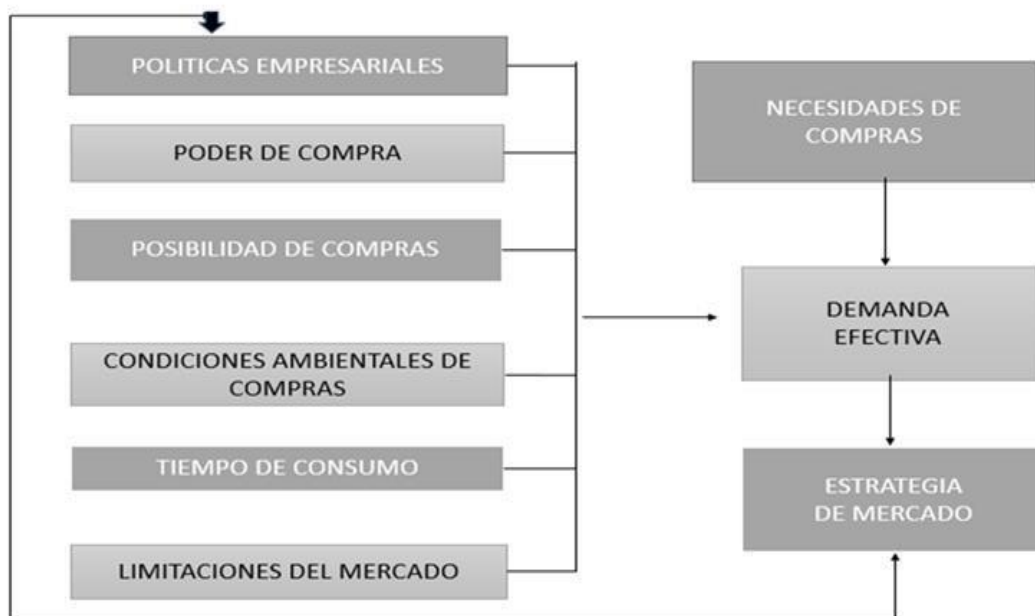 POLITICAS EMPRESARIALES
PODER DE COMPRA
POSIBILIDAD DE COMPRAS
CONDICIONES AMBIENTALES DE
COMPRAS
TIEMPO DE CONSUMO
LIMITACIONES DEL MERCADO
NECESIDADES DE
COMPRAS
DEMANDA
EFECTIVA
ESTRATEGIA
DE MERCADO